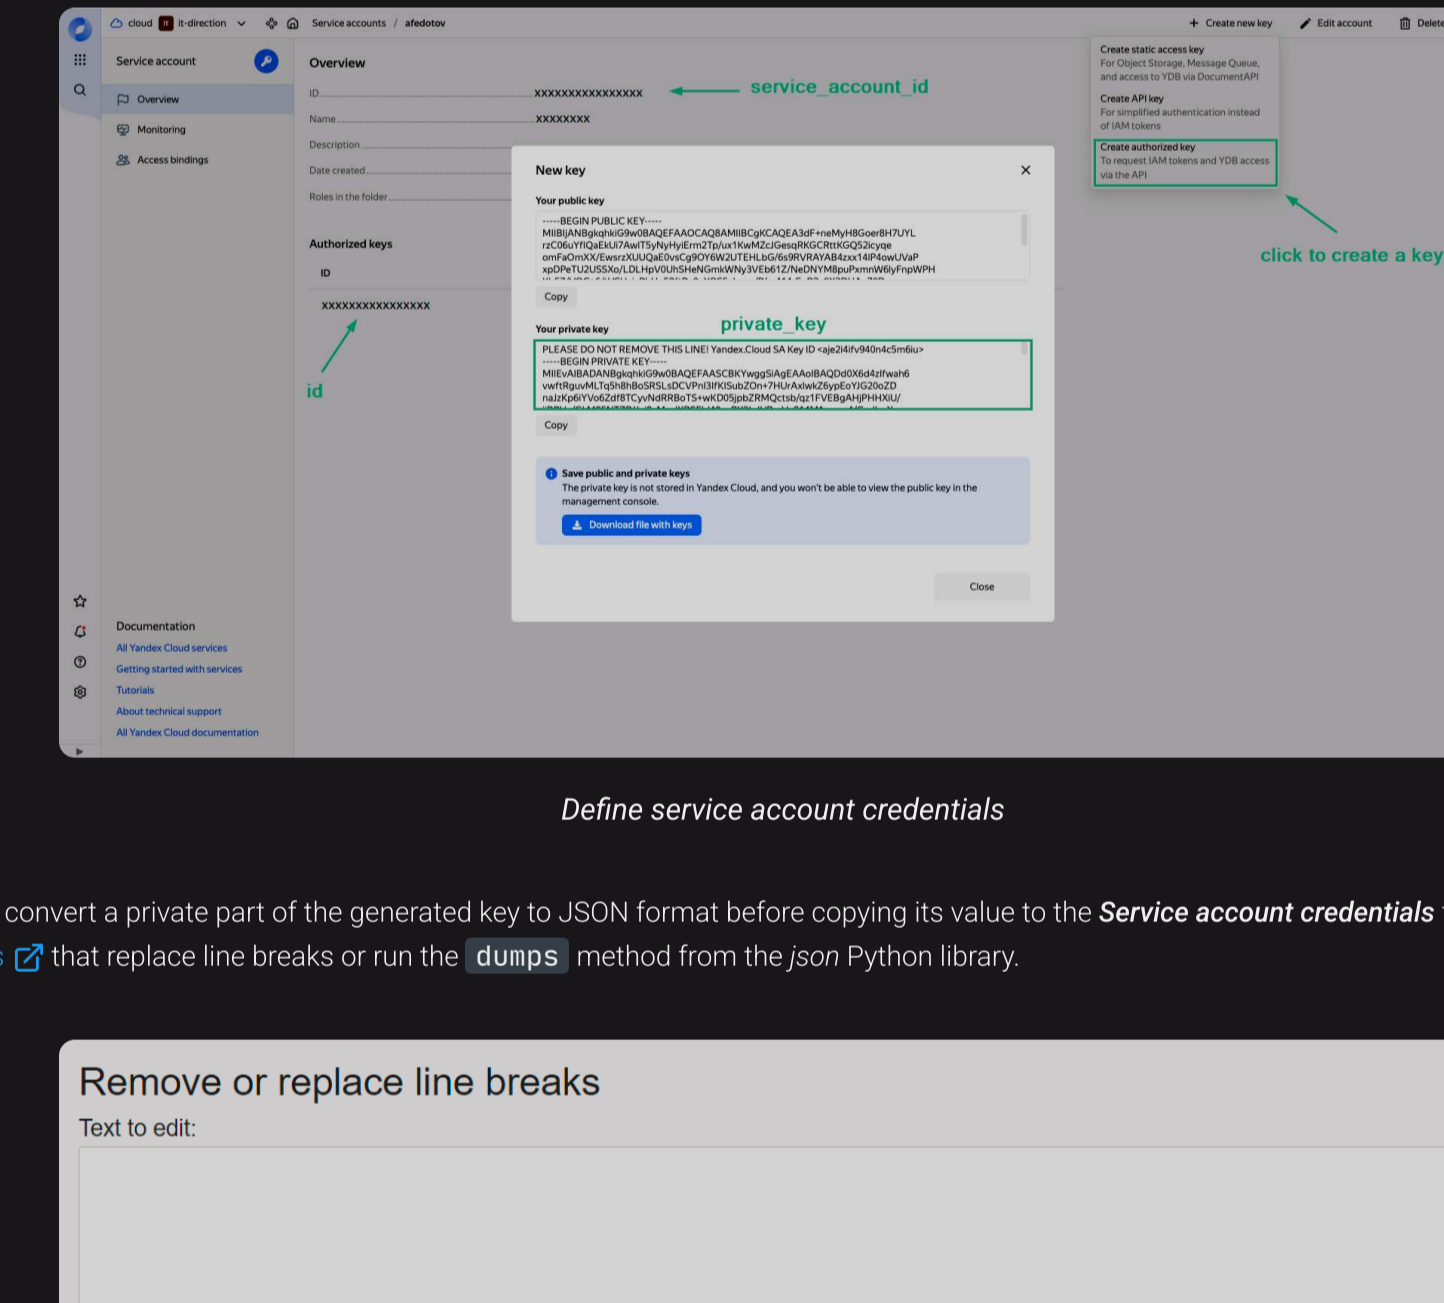 cloud it-direction Service accounts / afedotov
+ Create new key Edit account Delete
Service account
Overview
Monitoring
Access bindings
Overview
ID xxxxxxxxxxxxxxxx service_account_id
Name xxxxxxxx
Description
Date created
Roles in the folder
Authorized keys
ID
xxxxxxxxxxxxxxxx
id
Create static access key
For Object Storage, Message Queue,
and access to YDB via DocumentAPI
Create API key
For simplified authentication instead
of IAM tokens
Create authorized key
To request IAM tokens and YDB access
via the API
click to create a key
New key
Your public key
-----BEGIN PUBLIC KEY-----
Copy
Your private key private_key
PLEASE DO NOT REMOVE THIS LINE! Yandex.Cloud SA Key ID <aje2i4ifv940n4c5m6iu>
-----BEGIN PRIVATE KEY-----
Copy
Save public and private keys
The private key is not stored in Yandex Cloud, and you won't be able to view the public key in the
management console.
Download file with keys
Close
Documentation
All Yandex Cloud services
Getting started with services
Tutorials
About technical support
All Yandex Cloud documentation
Define service account credentials
convert a private part of the generated key to JSON format before copying its value to the Service account credentials
that replace line breaks or run the dumps method from the json Python library.
Remove or replace line breaks
Text to edit: